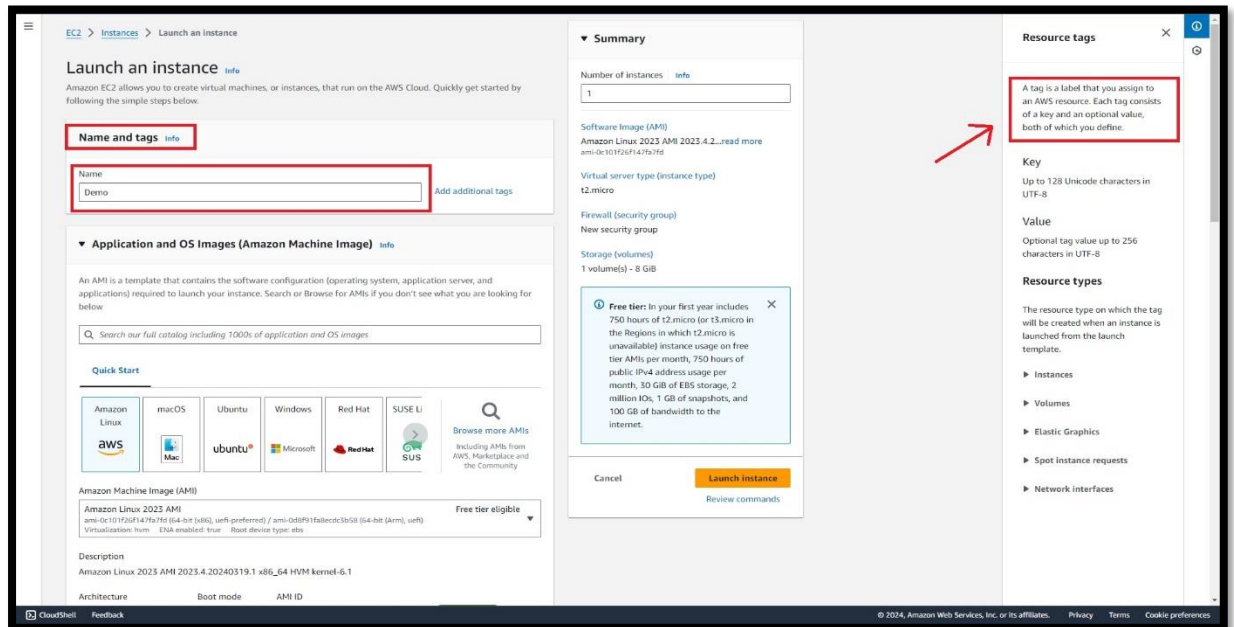 EC2 > Instances > Launch an instance
Launch an instance Info
Amazon EC2 allows you to create virtual machines, or instances, that run on the AWS Cloud. Quickly get started by
following the simple steps below.
Name and tags Info
Name
Demo
Add additional tags
Application and OS Images (Amazon Machine Image) Info
An AMI is a template that contains the software configuration (operating system, application server, and
applications) required to launch your instance. Search or Browse for AMIs if you don't see what you are looking for
below
Search our full catalog including 1000s of application and OS images
Quick Start
Amazon
Linux
aws
macOS
Mac
Ubuntu
ubuntu
Windows
Microsoft
Red Hat
Red Hat
SUSE Li
SUS
Browse more AMIs
Including AMIs from
AWS, Marketplace and
the Community
Amazon Machine Image (AMI)
Amazon Linux 2023 AMI
Free tier eligible
ami-0c101f26f147fa7fd (64-bit (x86), uefi-preferred) / ami-0d8f91fa8ecdc3b58 (64-bit (Arm), uefi)
Virtualization: hvm ENA enabled: true Root device type: ebs
Description
Amazon Linux 2023 AMI 2023.4.20240319.1 x86_64 HVM kernel-6.1
Architecture Boot mode AMI ID
Summary
Number of instances Info
1
Software Image (AMI)
Amazon Linux 2023 AMI 2023.4.2...read more
ami-0c101f26f147fa7fd
Virtual server type (instance type)
t2.micro
Firewall (security group)
New security group
Storage (volumes)
1 volume(s) - 8 GiB
Free tier: In your first year includes
750 hours of t2.micro (or t3.micro in
the Regions in which t2.micro is
unavailable) instance usage on free
tier AMIs per month, 750 hours of
public IPv4 address usage per
month, 30 GiB of EBS storage, 2
million IOs, 1 GB of snapshots, and
100 GB of bandwidth to the
internet.
Cancel
Launch instance
Review commands
Resource tags
A tag is a label that you assign to
an AWS resource. Each tag consists
of a key and an optional value,
both of which you define.
Key
Up to 128 Unicode characters in
UTF-8
Value
Optional tag value up to 256
characters in UTF-8
Resource types
The resource type on which the tag
will be created when an instance is
launched from the launch
template.
Instances
Volumes
Elastic Graphics
Spot instance requests
Network interfaces
CloudShell Feedback
© 2024, Amazon Web Services, Inc. or its affiliates. Privacy Terms Cookie preferences